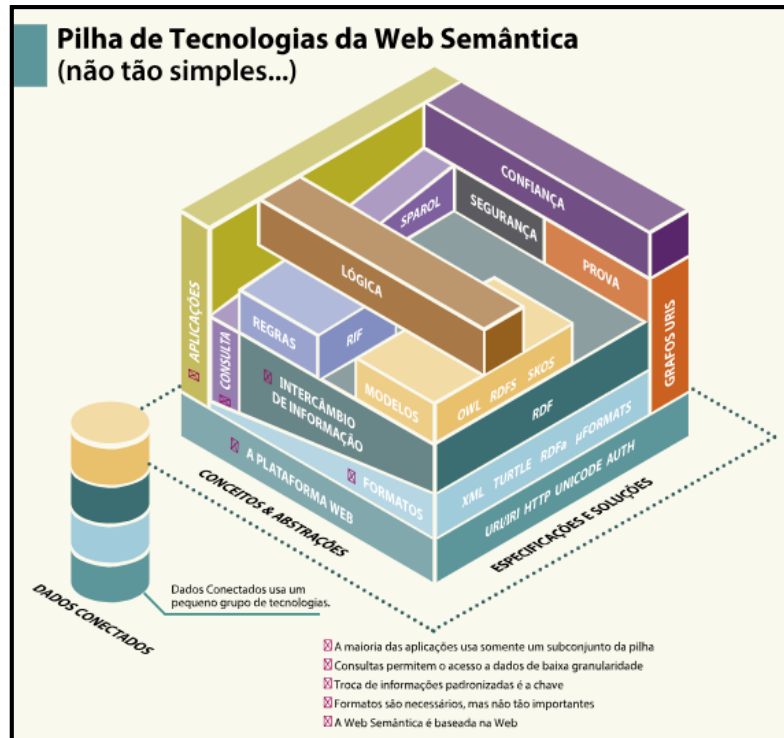 Pilha de Tecnologias da Web Semântica
(não tão simples...)
CONFIANÇA
SPARQL
SEGURANÇA
PROVA
LÓGICA
APLICAÇÕES
REGRAS
RIF
CONSULTA
MODELOS
OWL RDFS SKOS
GRAFOS URIS
INTERCÂMBIO
DE INFORMAÇÃO
RDF
FORMATOS
XML TURTLE RDFa μFORMATS
A PLATAFORMA WEB
URI/IRI HTTP UNICODE AUTH
CONCEITOS & ABSTRAÇÕES
ESPECIFICAÇÕES E SOLUÇÕES
DADOS CONECTADOS
Dados Conectados usa um
pequeno grupo de tecnologias.
A maioria das aplicações usa somente um subconjunto da pilha
Consultas permitem o acesso a dados de baixa granularidade
Troca de informações padronizadas é a chave
Formatos são necessários, mas não tão importantes
A Web Semântica é baseada na Web